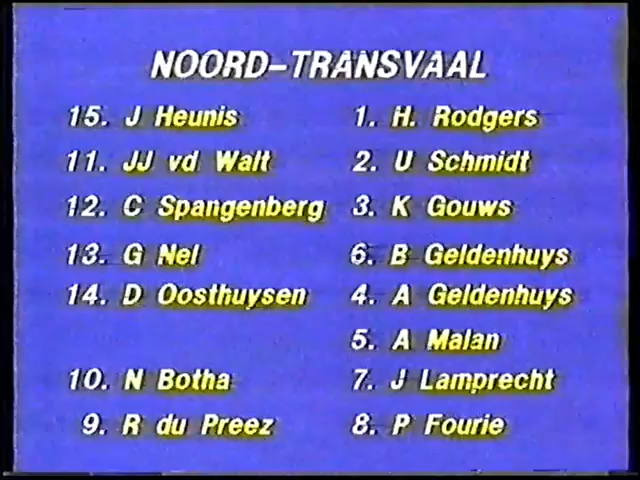 NOORD-TRANSVAAL
15. J Heunis
11. JJ vd Walt
12. C Spangenberg
13. G Nel
14. D Oosthuysen
10. N Botha
9. R du Preez
1. H. Rodgers
2. U Schmidt
3. K Gouws
6. B Geldenhuys
4. A Geldenhuys
5. A Malan
7. J Lamprecht
8. P Fourie